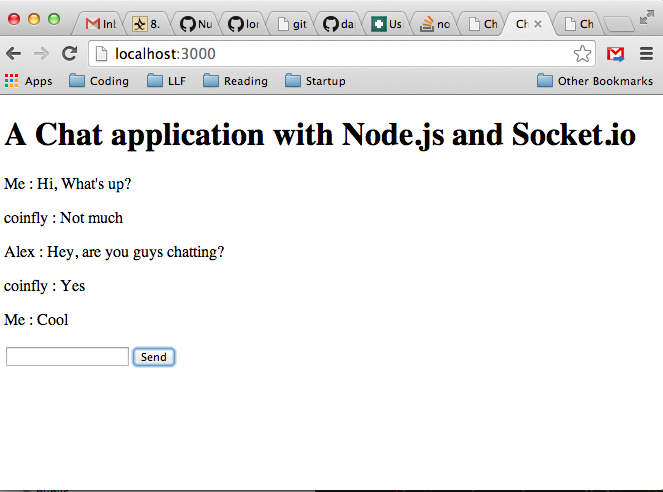 Inl 8. Nu lor git da Us no Ch Ch Ch
localhost:3000
Apps Coding LLF Reading Startup Other Bookmarks
A Chat application with Node.js and Socket.io
Me : Hi, What's up?
coinfly : Not much
Alex : Hey, are you guys chatting?
coinfly : Yes
Me : Cool
Send